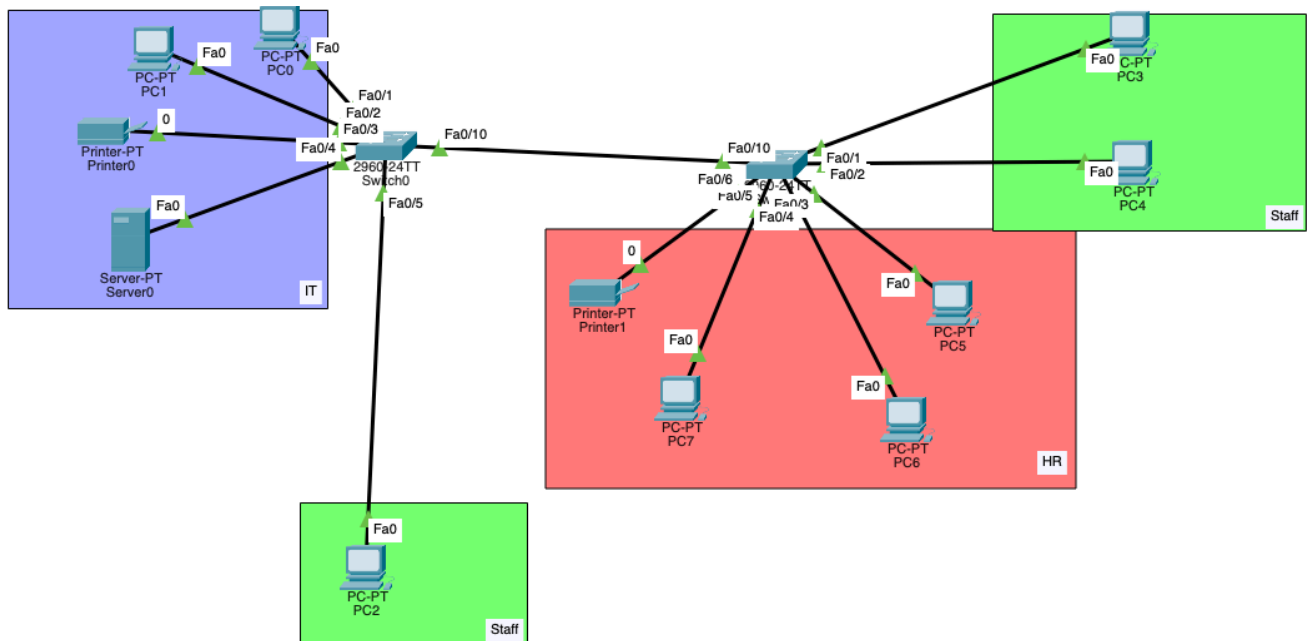 PC-PT
PC0
Fa0
PC-PT
PC1
Fa0
Fa0/1
Fa0/2
Fa0/3
Fa0/4
0
Printer-PT
Printer0
Fa0/10
2960-24TT
Switch0
Fa0/5
Fa0
Server-PT
Server0
IT
Fa0/10
Fa0/6
Fa0/5
Fa0/3
Fa0/4
Fa0/1
Fa0/2
Fa0
C-PT
PC3
Fa0
PC-PT
PC4
Staff
0
Printer-PT
Printer1
Fa0
PC-PT
PC5
Fa0
PC-PT
PC7
Fa0
PC-PT
PC6
HR
Fa0
PC-PT
PC2
Staff